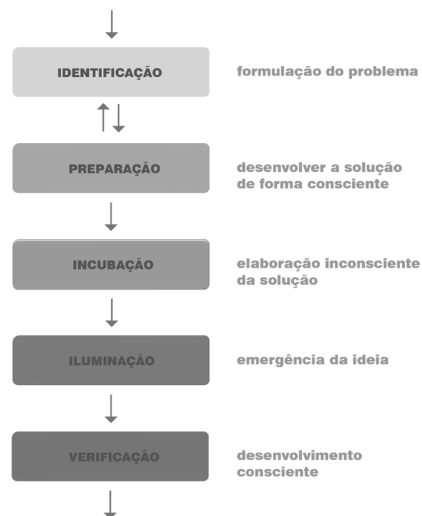 IDENTIFICAÇÃO
formulação do problema
PREPARAÇÃO
desenvolver a solução
de forma consciente
INCUBAÇÃO
elaboração inconsciente
da solução
ILUMINAÇÃO
emergência da ideia
VERIFICAÇÃO
desenvolvimento
consciente